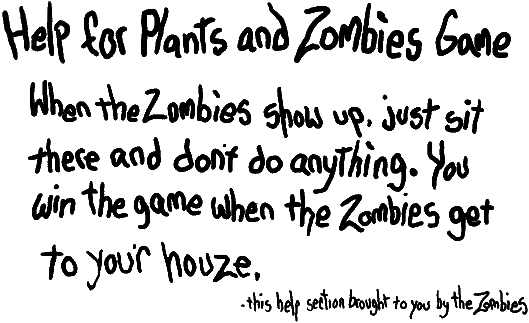 Help for Plants and Zombies Game
When the Zombies show up, just sit
there and don't do anything. You
win the game when the Zombies get
to you'r houze.
-this help section brought to you by the Zombies.